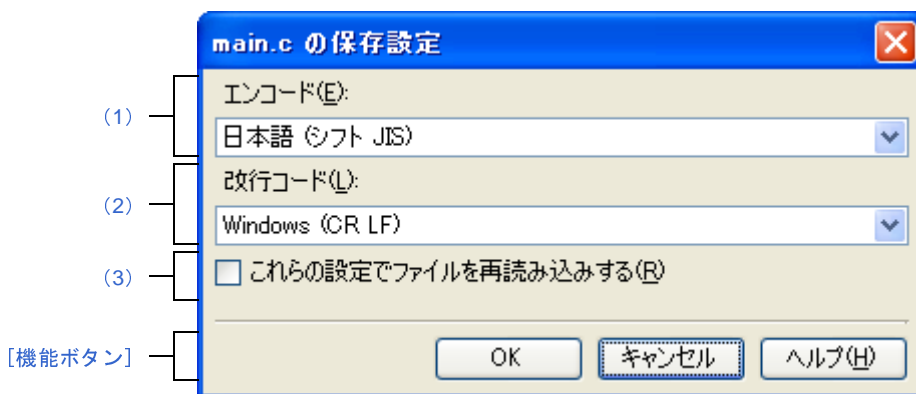 main.c の保存設定
(1)
エンコード(E):
日本語 (シフト JIS)
(2)
改行コード(L):
Windows (CR LF)
(3)
これらの設定でファイルを再読み込みする(R)
[機能ボタン]
OK
キャンセル
ヘルプ(H)